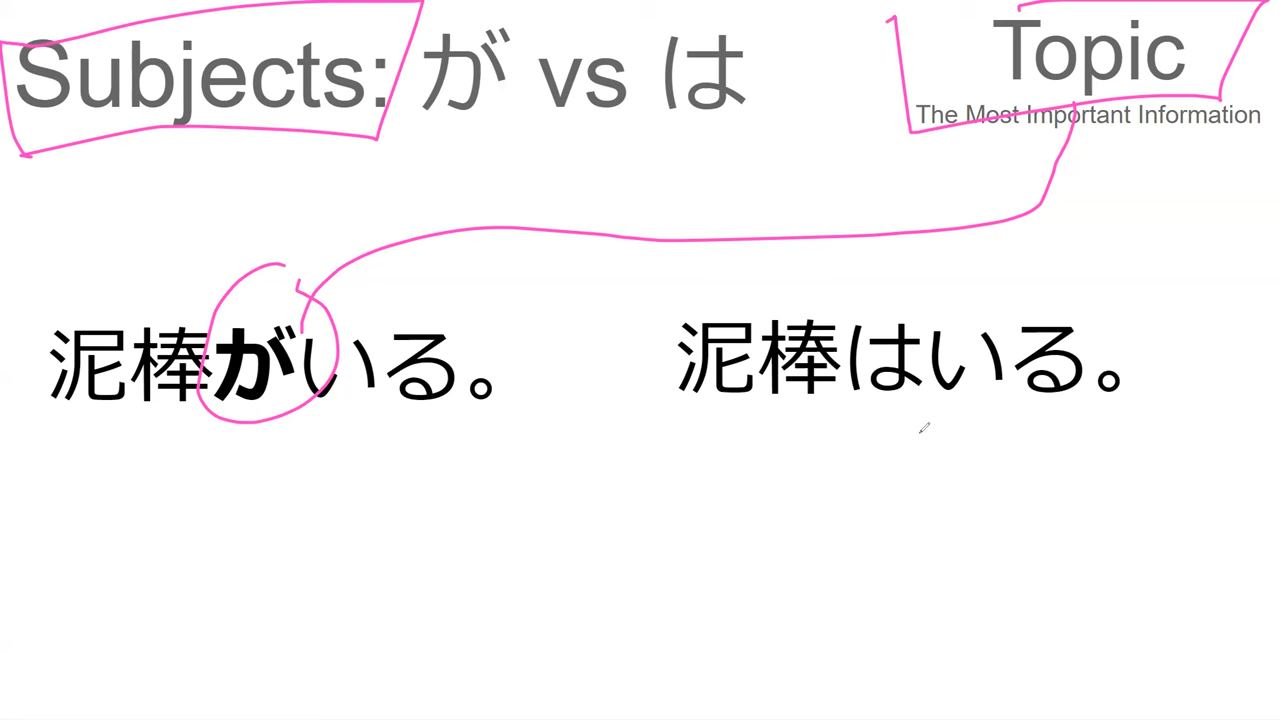 Subjects: が vs は
Topic
The Most Important Information
泥棒がいる。
泥棒はいる。